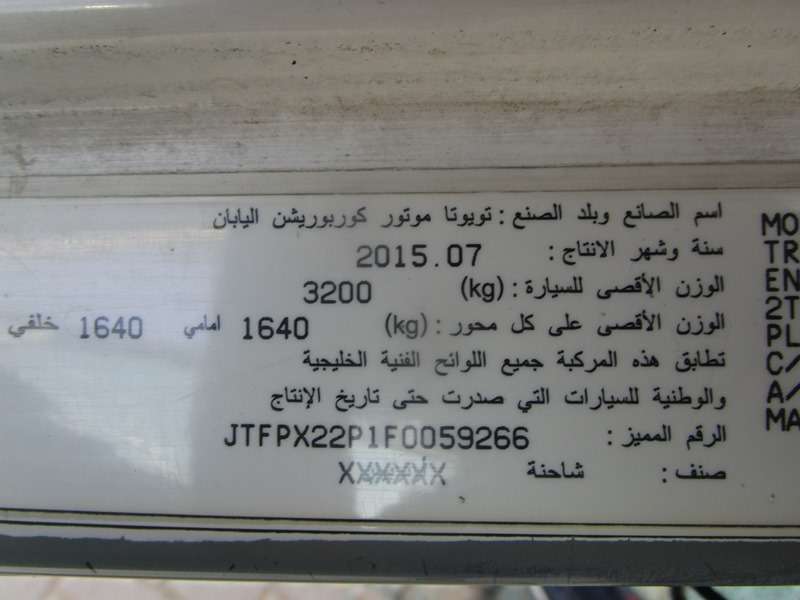 اسم الصانع وبلد الصنع : تويوتا موتور كوربوريشن اليابان
سنة وشهر الانتاج : 2015.07
الوزن الأقصى للسيارة : (kg) 3200
الوزن الأقصى على كل محور : (kg) 1640 امامي 1640 خلفي
تطابق هذه المركبة جميع اللوائح الفنية الخليجية
والوطنية للسيارات التي صدرت حتى تاريخ الإنتاج
الرقم المميز : JTFPX22P1F0059266
صنف : شاحنة XXXXXX
MO
TR
EN
2T
PL
C/
A/
MA